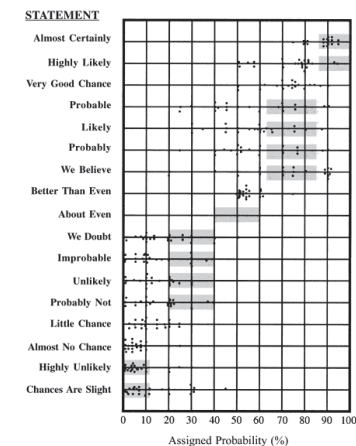 STATEMENT
Almost Certainly
Highly Likely
Very Good Chance
Probable
Likely
Probably
We Believe
Better Than Even
About Even
We Doubt
Improbable
Unlikely
Probably Not
Little Chance
Almost No Chance
Highly Unlikely
Chances Are Slight
0 10 20 30 40 50 60 70 80 90 100
Assigned Probability (%)